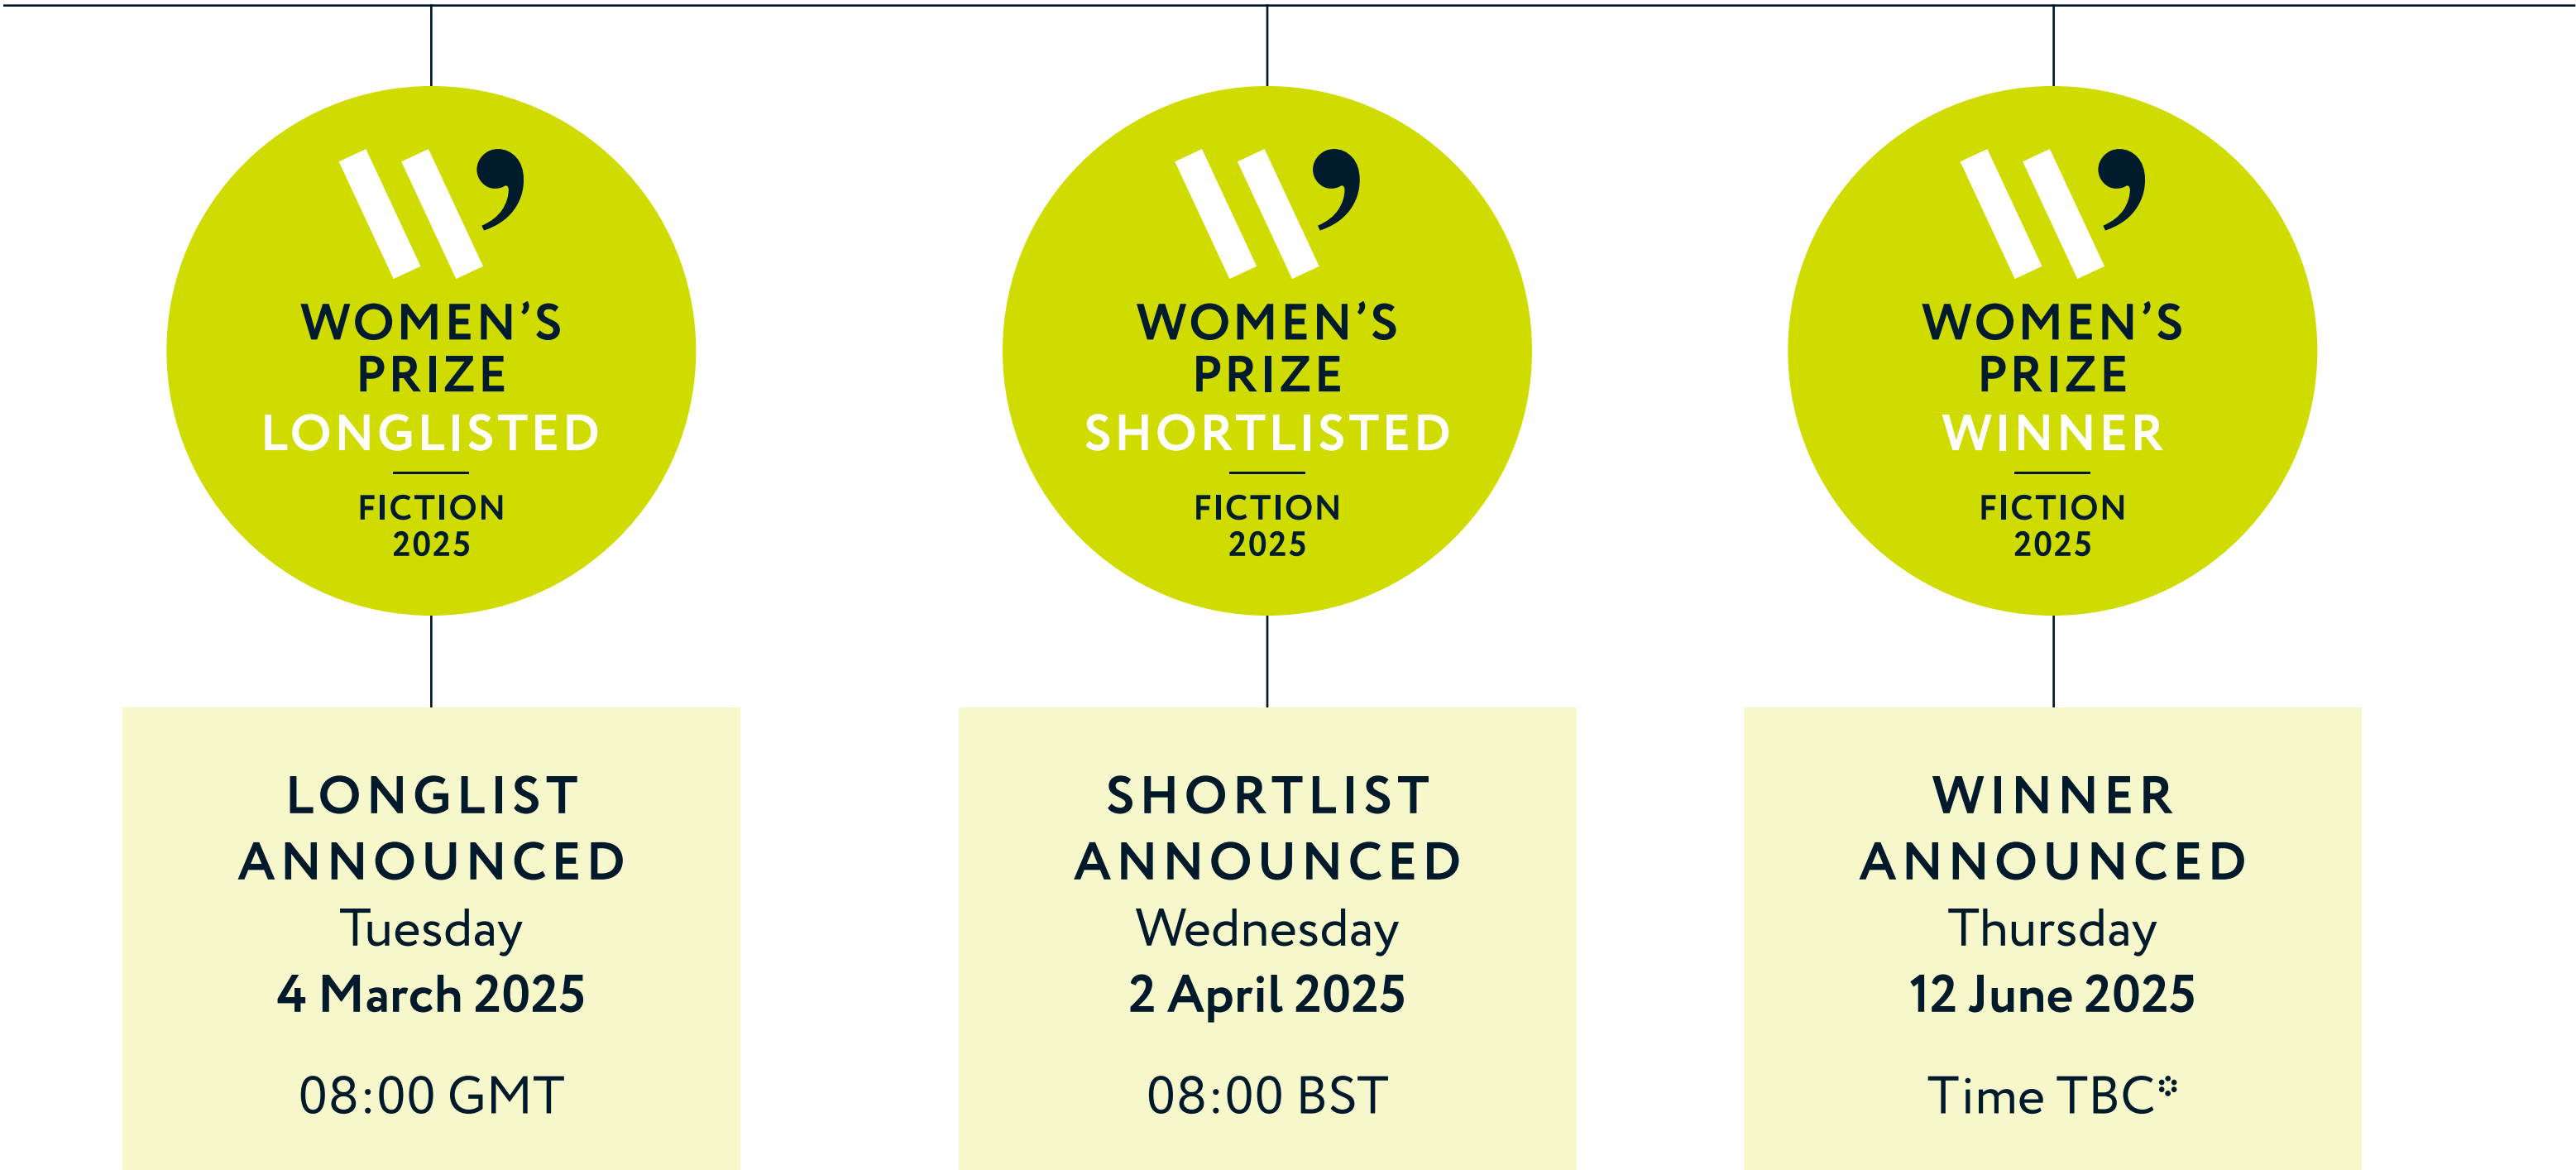 WOMEN’S
PRIZE
LONGLISTED
FICTION
2025
LONGLIST
ANNOUNCED
Tuesday
4 March 2025
08:00 GMT
WOMEN’S
PRIZE
SHORTLISTED
FICTION
2025
SHORTLIST
ANNOUNCED
Wednesday
2 April 2025
08:00 BST
WOMEN’S
PRIZE
WINNER
FICTION
2025
WINNER
ANNOUNCED
Thursday
12 June 2025
Time TBC*